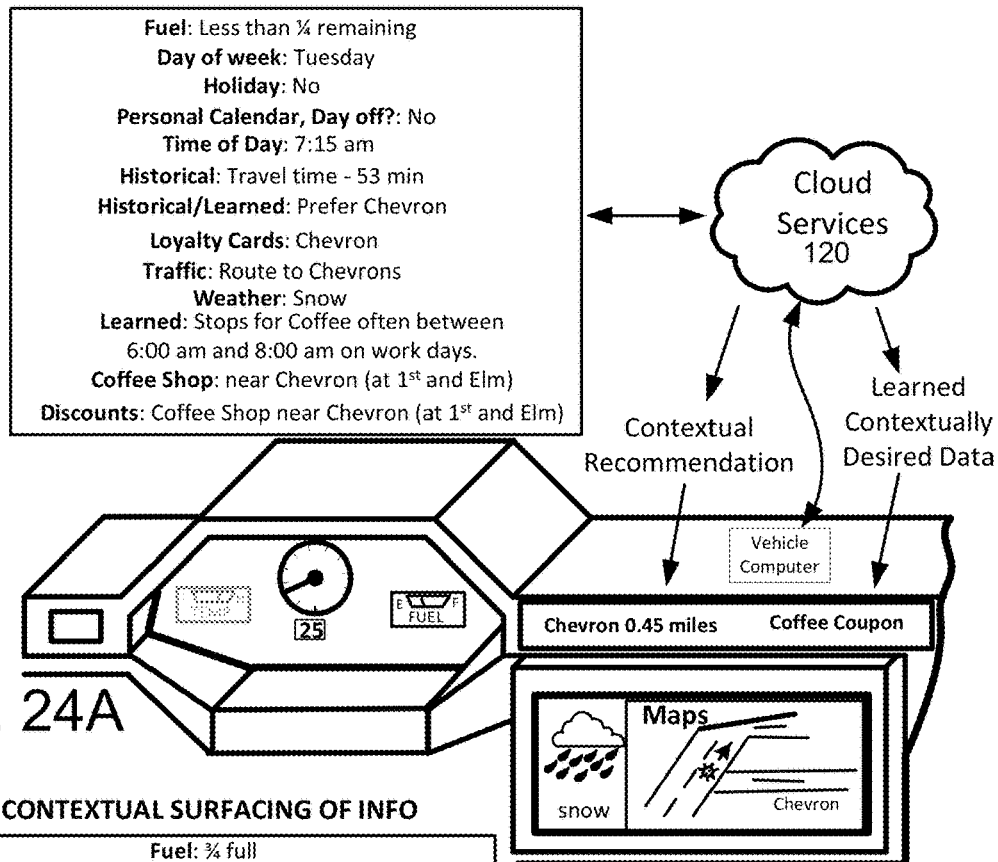 Fuel: Less than ¼ remaining
Day of week: Tuesday
Holiday: No
Personal Calendar, Day off?: No
Time of Day: 7:15 am
Historical: Travel time - 53 min
Historical/Learned: Prefer Chevron
Loyalty Cards: Chevron
Traffic: Route to Chevrons
Weather: Snow
Learned: Stops for Coffee often between
6:00 am and 8:00 am on work days.
Coffee Shop: near Chevron (at 1st and Elm)
Discounts: Coffee Shop near Chevron (at 1st and Elm)
Cloud
Services
120
Contextual
Recommendation
Learned
Contextually
Desired Data
Vehicle
Computer
E F
FUEL
25
Chevron 0.45 miles
Coffee Coupon
24A
Maps
snow
Chevron
CONTEXTUAL SURFACING OF INFO
Fuel: ¾ full